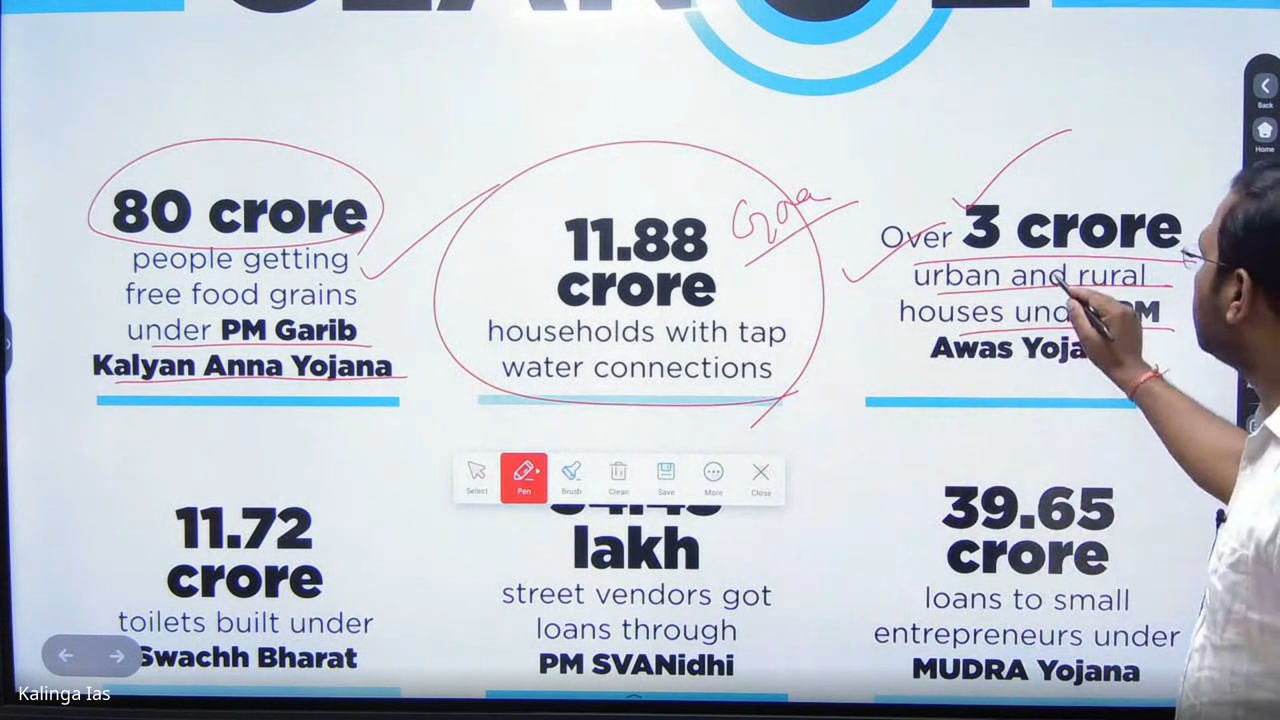 80 crore
people getting
free food grains
under PM Garib
Kalyan Anna Yojana
Goa
11.88
crore
households with tap
water connections
Over 3 crore
urban and rural
houses
Awas
Select
Pen
Brush
Clean
Save
More
Close
Back
Home
11.72
crore
toilets built under
Swachh Bharat
lakh
street vendors got
loans through
PM SVANidhi
39.65
crore
loans to small
entrepreneurs under
MUDRA Yojana
Kalinga Ias